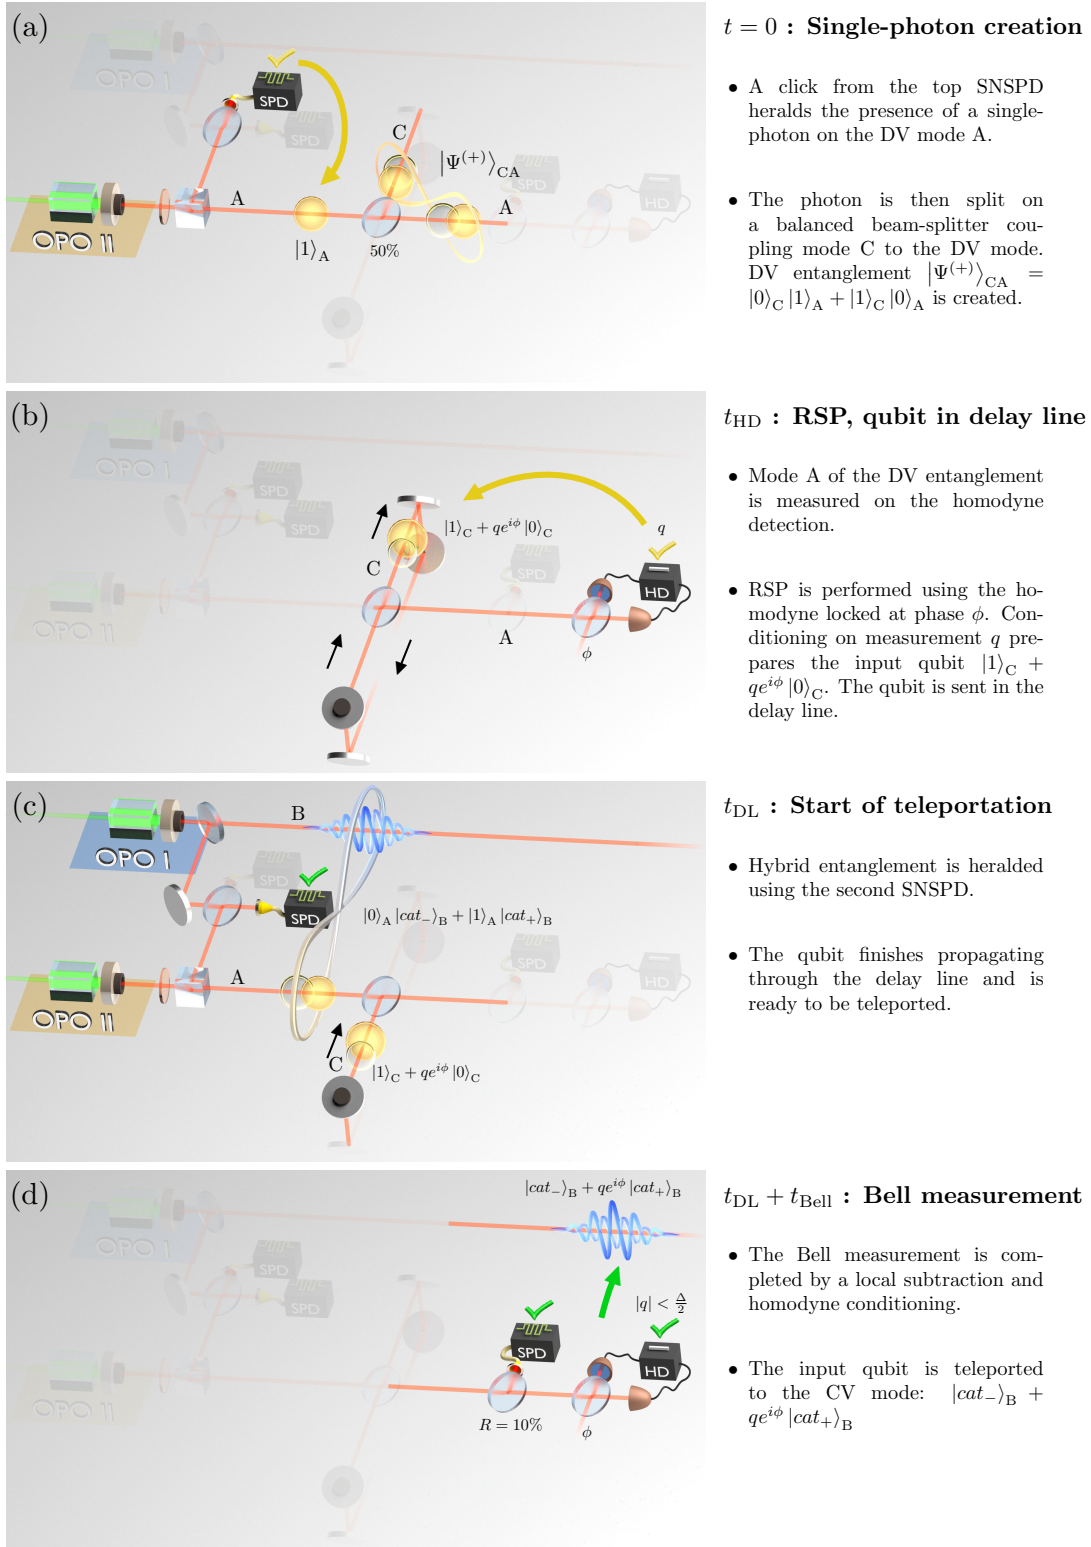 (a)
t = 0 : Single-photon creation
OPO I
SPD
SPD
C
|Ψ⁽⁺⁾⟩_CA
SPD
HD
A
A
OPO II
|1⟩_A
50%
• A click from the top SNSPD
heralds the presence of a single-
photon on the DV mode A.
• The photon is then split on
a balanced beam-splitter cou-
pling mode C to the DV mode.
DV entanglement |Ψ⁽⁺⁾⟩_CA =
|0⟩_C |1⟩_A + |1⟩_C |0⟩_A is created.
(b)
t_HD : RSP, qubit in delay line
OPO I
SPD
SPD
|1⟩_C + qe^{iϕ} |0⟩_C
q
C
SPD
HD
OPO II
A
ϕ
• Mode A of the DV entanglement
is measured on the homodyne
detection.
• RSP is performed using the ho-
modyne locked at phase ϕ. Con-
ditioning on measurement q pre-
pares the input qubit |1⟩_C +
qe^{iϕ} |0⟩_C. The qubit is sent in the
delay line.
(c)
t_DL : Start of teleportation
B
OPO I
SPD
SPD
|0⟩_A |cat₋⟩_B + |1⟩_A |cat₊⟩_B
SPD
HD
A
OPO II
C
|1⟩_C + qe^{iϕ} |0⟩_C
• Hybrid entanglement is heralded
using the second SNSPD.
• The qubit finishes propagating
through the delay line and is
ready to be teleported.
(d)
t_DL + t_Bell : Bell measurement
|cat₋⟩_B + qe^{iϕ} |cat₊⟩_B
OPO I
SPD
SPD
|q| < Δ/2
SPD
HD
OPO II
R = 10%
ϕ
• The Bell measurement is com-
pleted by a local subtraction and
homodyne conditioning.
• The input qubit is teleported
to the CV mode: |cat₋⟩_B +
qe^{iϕ} |cat₊⟩_B